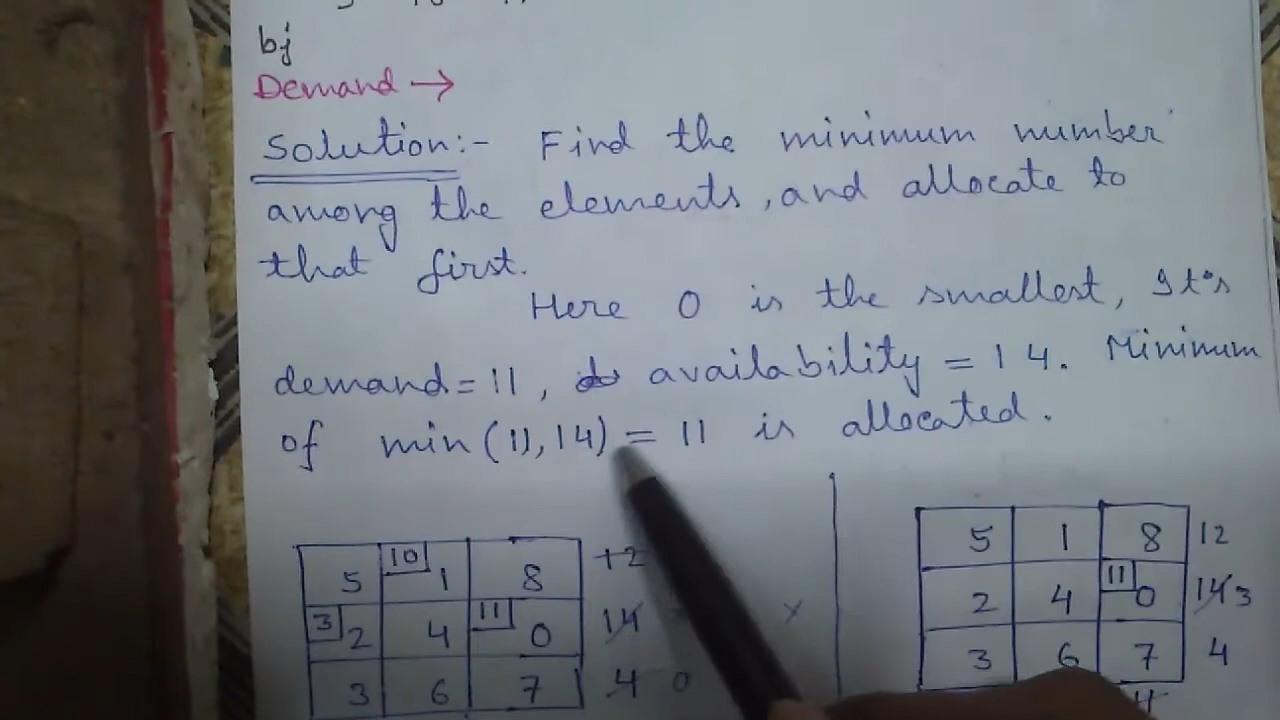 bj
Demand →
Solution:- Find the minimum number
among the elements, and allocate to
that first.
Here 0 is the smallest, It's
demand = 11, availability = 14. Minimum
of min (11, 14) = 11 is allocated.
5 10 1 8 12
3 2 4 11 0 14
3 6 7 4 0
5 1 8 12
2 4 11 0 14 3
3 6 7 4